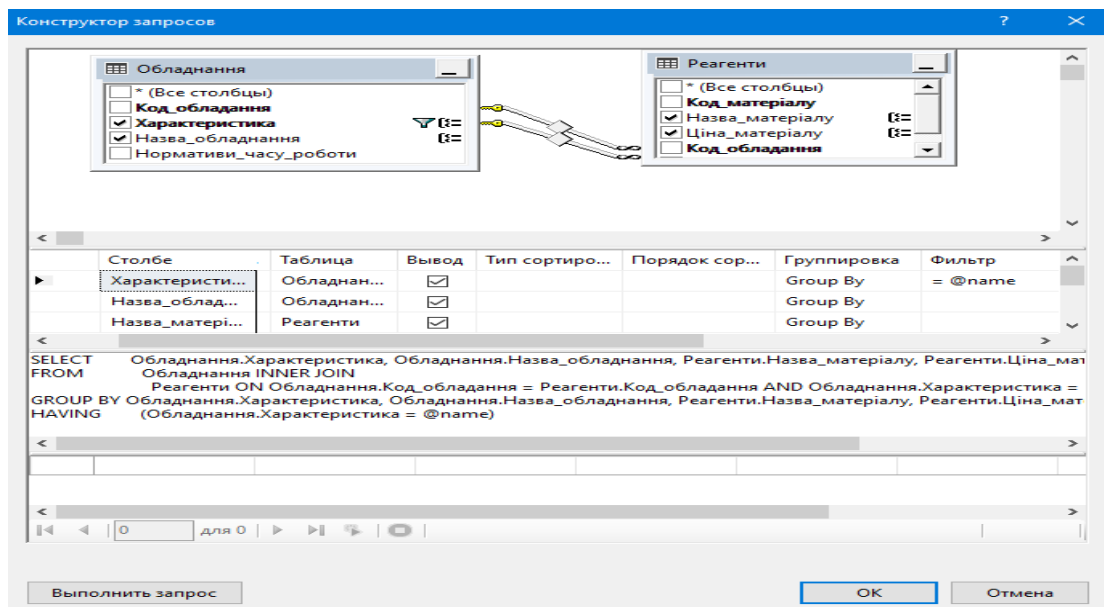 Конструктор запросов ?
Обладнання
* (Все столбцы)
Код_обладання
Характеристика
Назва_обладнання
Нормативи_часу_роботи
Реагенти
* (Все столбцы)
Код_матеріалу
Назва_матеріалу
Ціна_матеріалу
Код_обладання
Столбе Таблица Вывод Тип сортиро... Порядок сор... Группировка Фильтр
Характеристи... Обладнан... Group By = @name
Назва_облад... Обладнан... Group By
Назва_матері... Реагенти Group By
SELECT Обладнання.Характеристика, Обладнання.Назва_обладнання, Реагенти.Назва_матеріалу, Реагенти.Ціна_мат
FROM Обладнання INNER JOIN
Реагенти ON Обладнання.Код_обладання = Реагенти.Код_обладання AND Обладнання.Характеристика =
GROUP BY Обладнання.Характеристика, Обладнання.Назва_обладнання, Реагенти.Назва_матеріалу, Реагенти.Ціна_мат
HAVING (Обладнання.Характеристика = @name)
0 для 0
Выполнить запрос OK Отмена